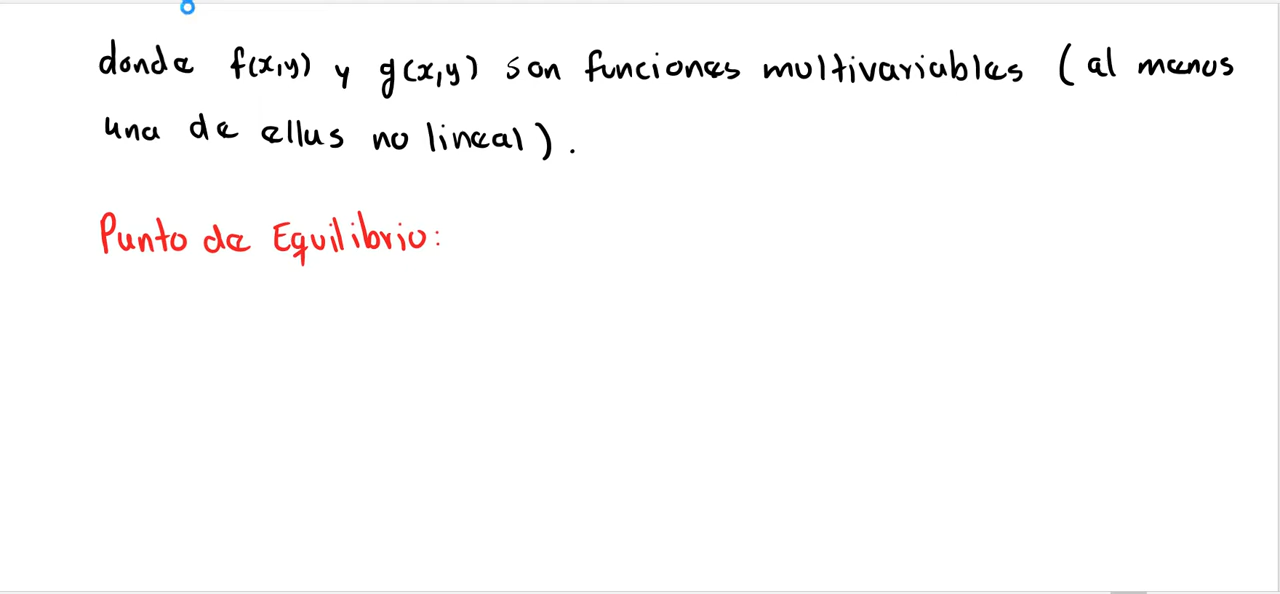 donde f(x,y) y g(x,y) son funciones multivariables (al menos
una de ellas no lineal).
Punto de Equilibrio: